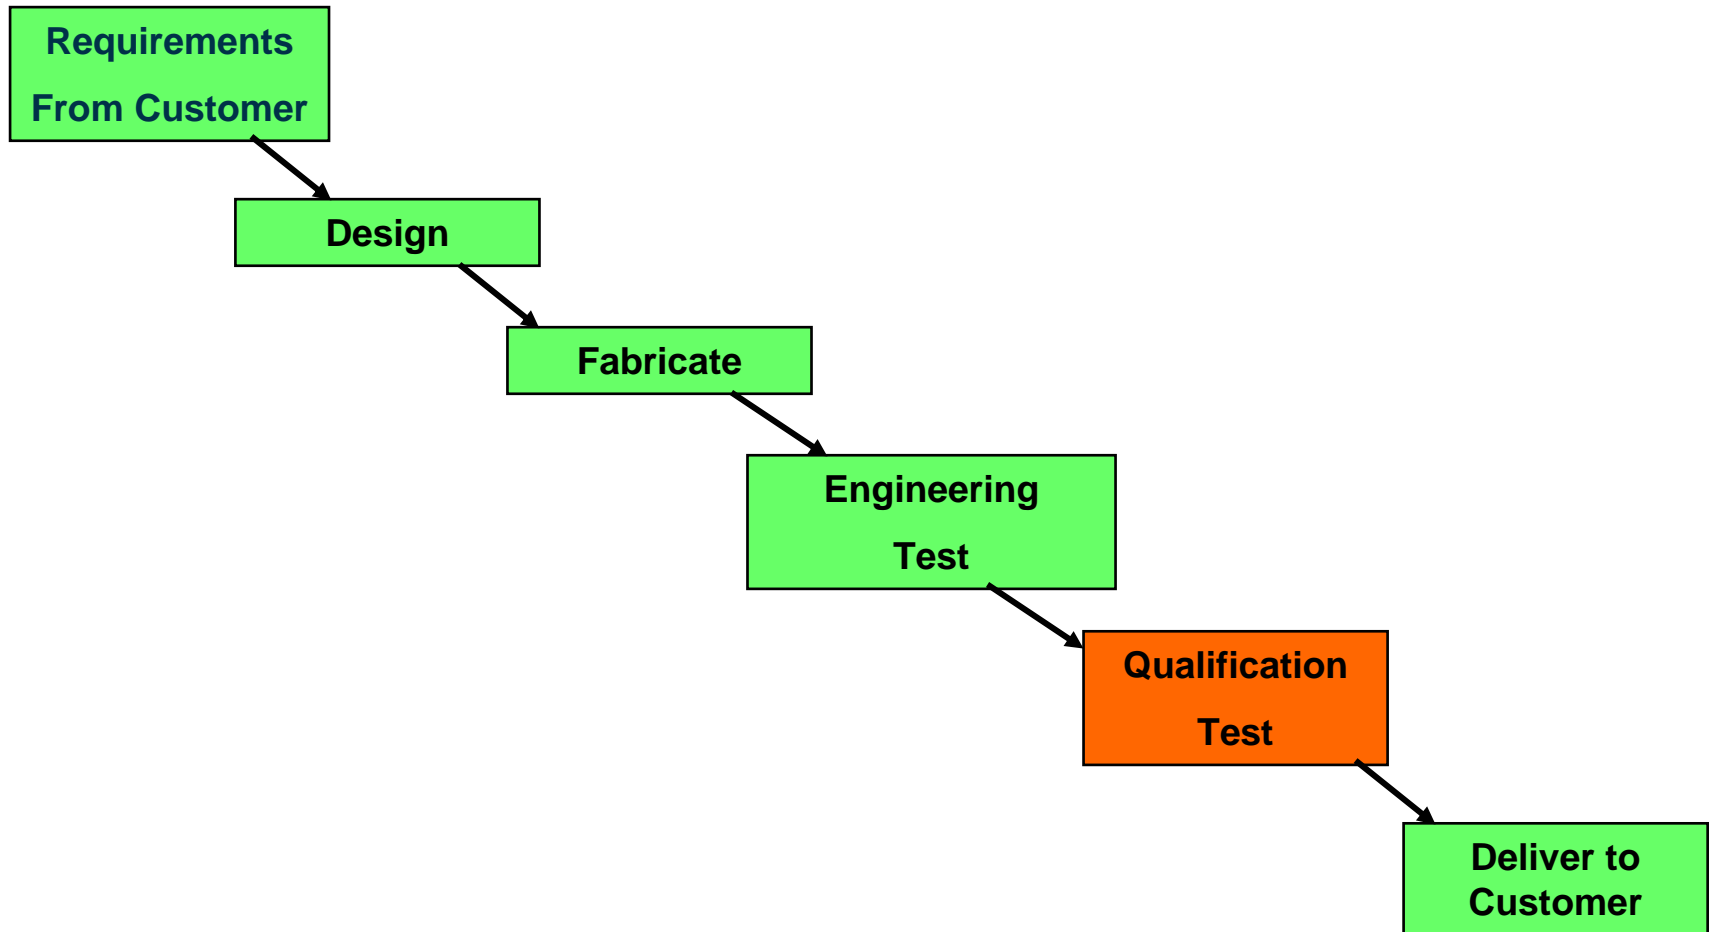 Requirements
From Customer
Design
Fabricate
Engineering
Test
Qualification
Test
Deliver to
Customer